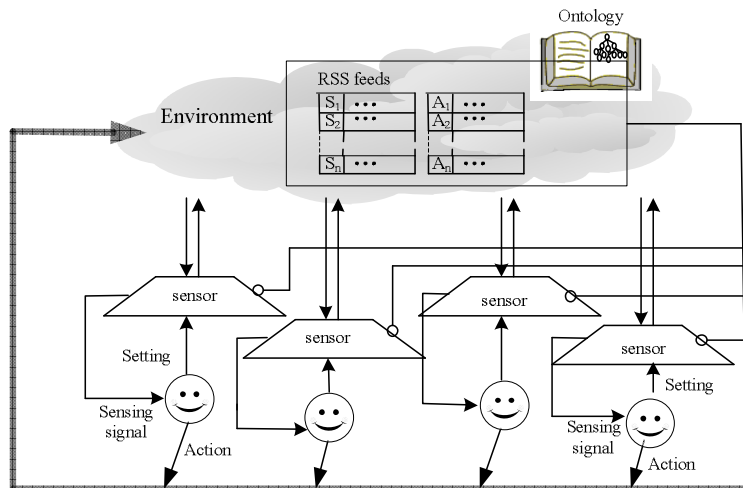 Ontology
RSS feeds
Environment
S1 ••• A1 •••
S2 ••• A2 •••
Sn ••• An •••
sensor
sensor
sensor
sensor
Setting
Setting
Sensing
signal
Action
Sensing
signal
Action